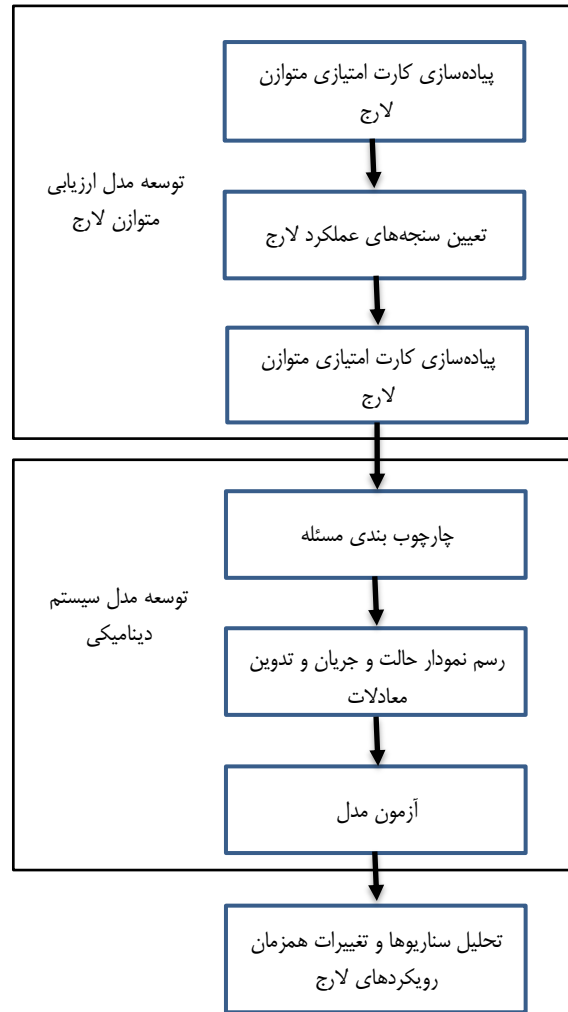 پیاده‌سازی کارت امتیازی متوازن
لارج
توسعه مدل ارزیابی
متوازن لارج
تعیین سنجه‌های عملکرد لارج
پیاده‌سازی کارت امتیازی متوازن
لارج
چارچوب بندی مسئله
توسعه مدل سیستم
دینامیکی
رسم نمودار حالت و جریان و تدوین
معادلات
آزمون مدل
تحلیل سناریوها و تغییرات همزمان
رویکردهای لارج